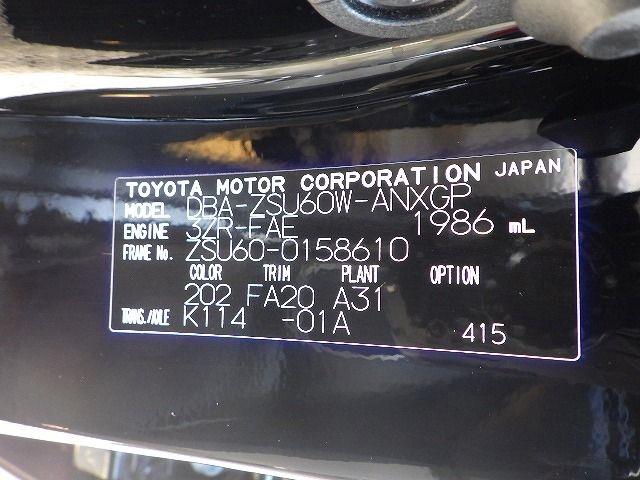 TOYOTA MOTOR CORPORATION JAPAN
MODEL DBA-ZSU60W-ANXGP
ENGINE 3ZR-FAE 1986 mL
FRAME No. ZSU60-0158610
COLOR TRIM PLANT OPTION
202 FA20 A31
TRANS./AXLE K114 -01A 415